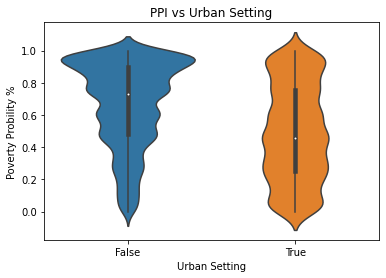 PPI vs Urban Setting
Poverty Probility %
1.0
0.8
0.6
0.4
0.2
0.0
False
True
Urban Setting